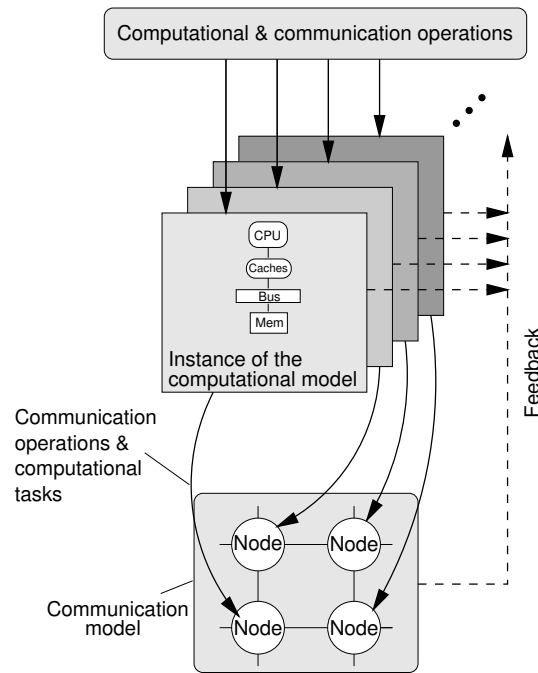 Computational & communication operations
CPU
Caches
Bus
Mem
Instance of the
computational model
Feedback
Communication
operations &
computational
tasks
Node
Node
Communication
model
Node
Node